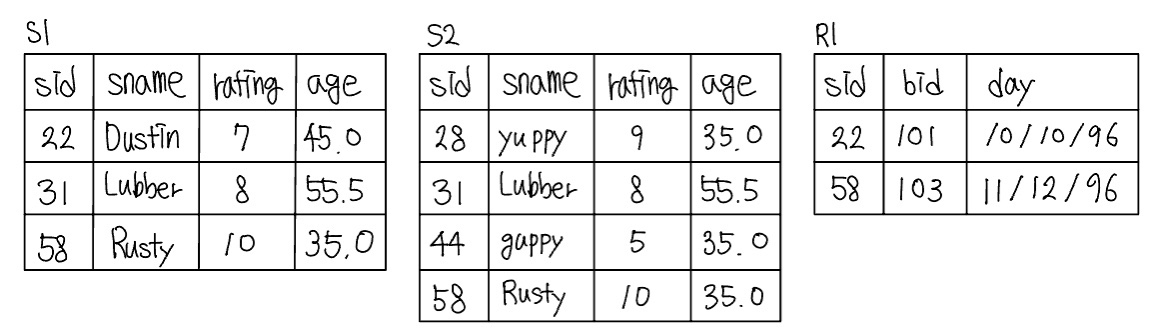 S1
sid sname rating age
22 Dustin 7 45.0
31 Lubber 8 55.5
58 Rusty 10 35.0
S2
sid sname rating age
28 yuppy 9 35.0
31 Lubber 8 55.5
44 guppy 5 35.0
58 Rusty 10 35.0
R1
sid bid day
22 101 10/10/96
58 103 11/12/96